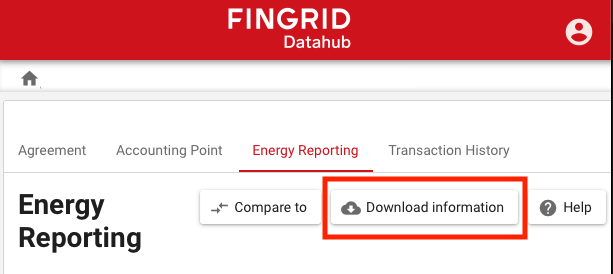 FINGRID
Datahub
Agreement Accounting Point Energy Reporting Transaction History
Energy Reporting
Compare to Download information Help